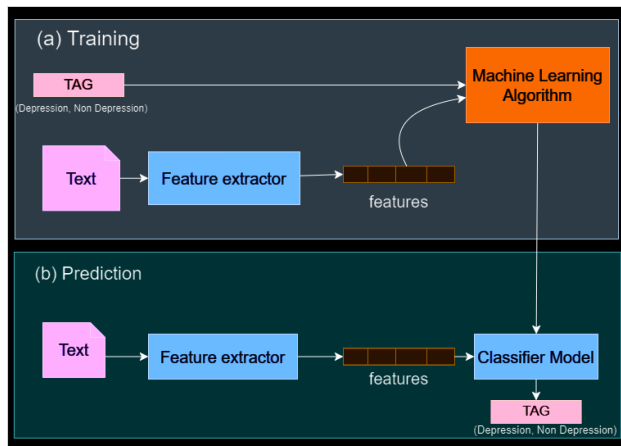 (a) Training
TAG
(Depression, Non Depression)
Machine Learning
Algorithm
Text
Feature extractor
features
(b) Prediction
Text
Feature extractor
features
Classifier Model
TAG
(Depression, Non Depression)